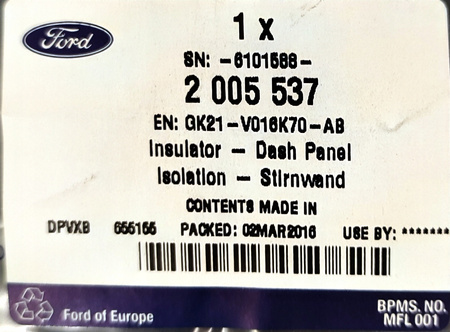 Ford
1 x
SN: -6101588-
2 005 537
EN: GK21-V016K70-AB
Insulator - Dash Panel
Isolation - Stirnwand
CONTENTS MADE IN
DPVXB 655155 PACKED: 02MAR2016 USE BY: *******
Ford of Europe
BPMS. NO.
MFL 001